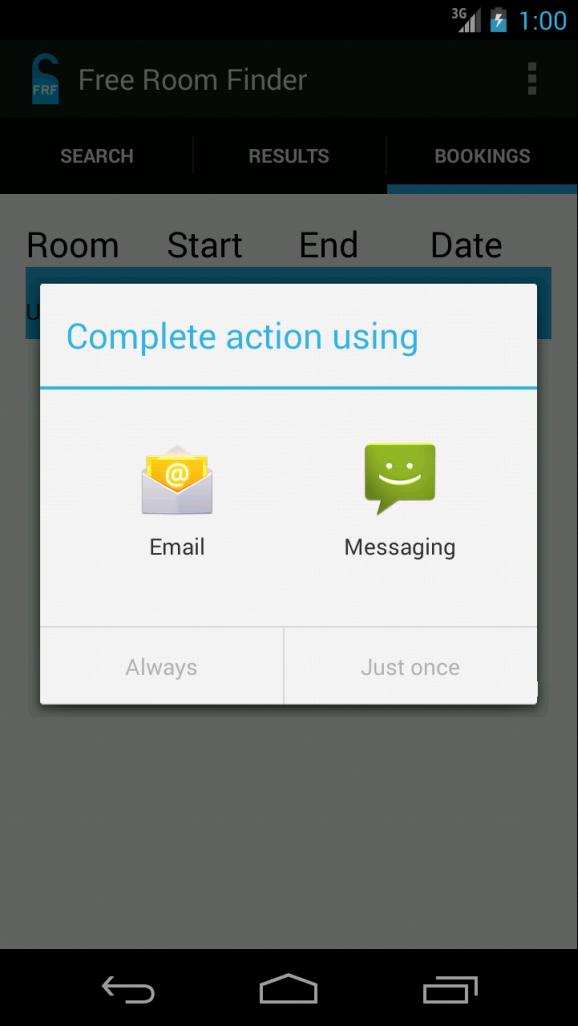 3G 1:00
FRF Free Room Finder
SEARCH RESULTS BOOKINGS
Room Start End Date
Complete action using
@
Email Messaging
Always Just once